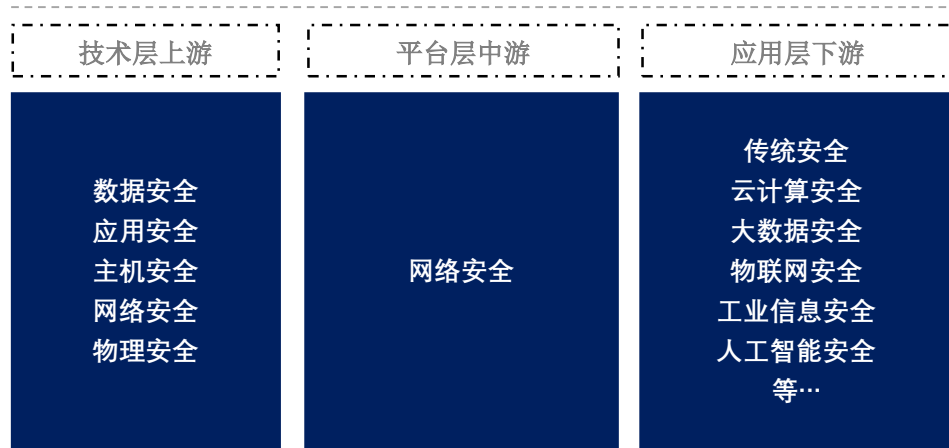 技术层上游
平台层中游
应用层下游
数据安全
应用安全
主机安全
网络安全
物理安全
网络安全
传统安全
云计算安全
大数据安全
物联网安全
工业信息安全
人工智能安全
等…